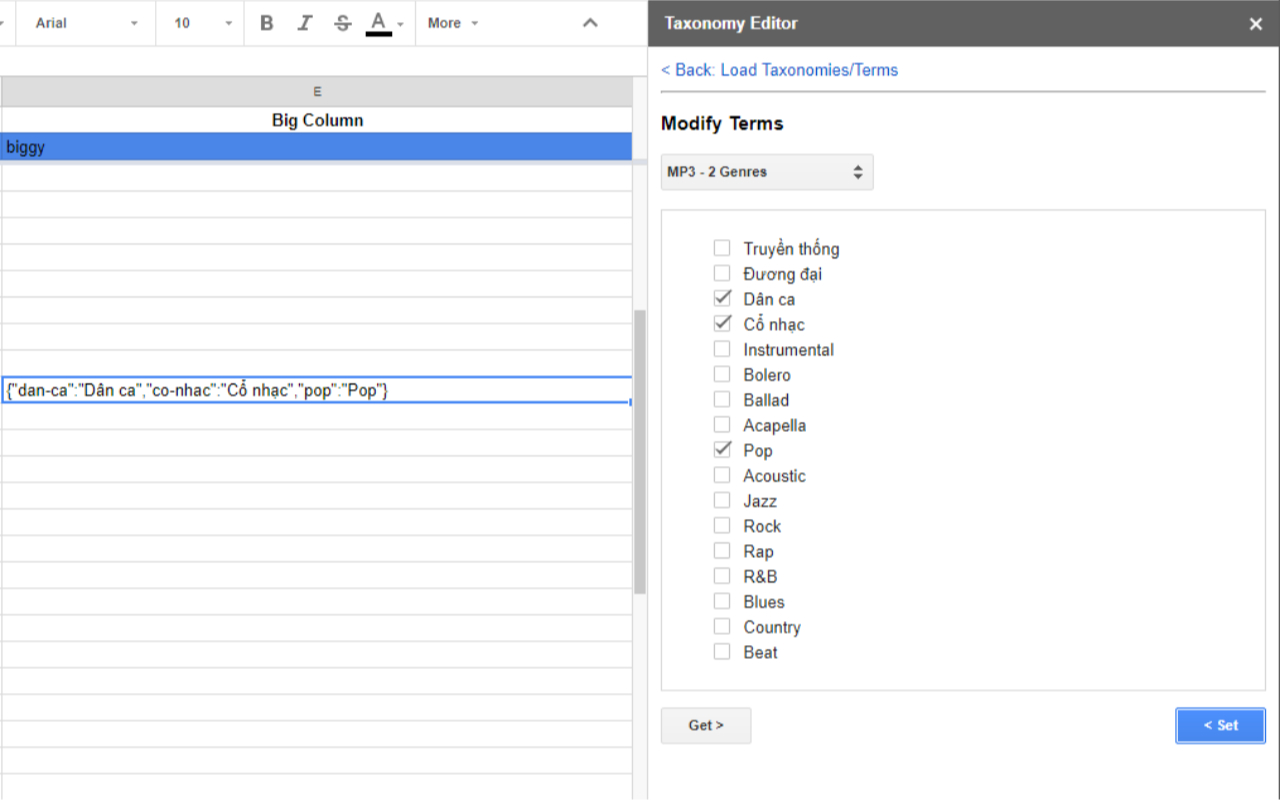 Arial 10 B I S A More
E
Big Column
biggy
{"dan-ca":"Dân ca","co-nhac":"Cổ nhạc","pop":"Pop"}
Taxonomy Editor
< Back: Load Taxonomies/Terms
Modify Terms
MP3 - 2 Genres
Truyền thống
Đương đại
Dân ca
Cổ nhạc
Instrumental
Bolero
Ballad
Acapella
Pop
Acoustic
Jazz
Rock
Rap
R&B
Blues
Country
Beat
Get >
< Set